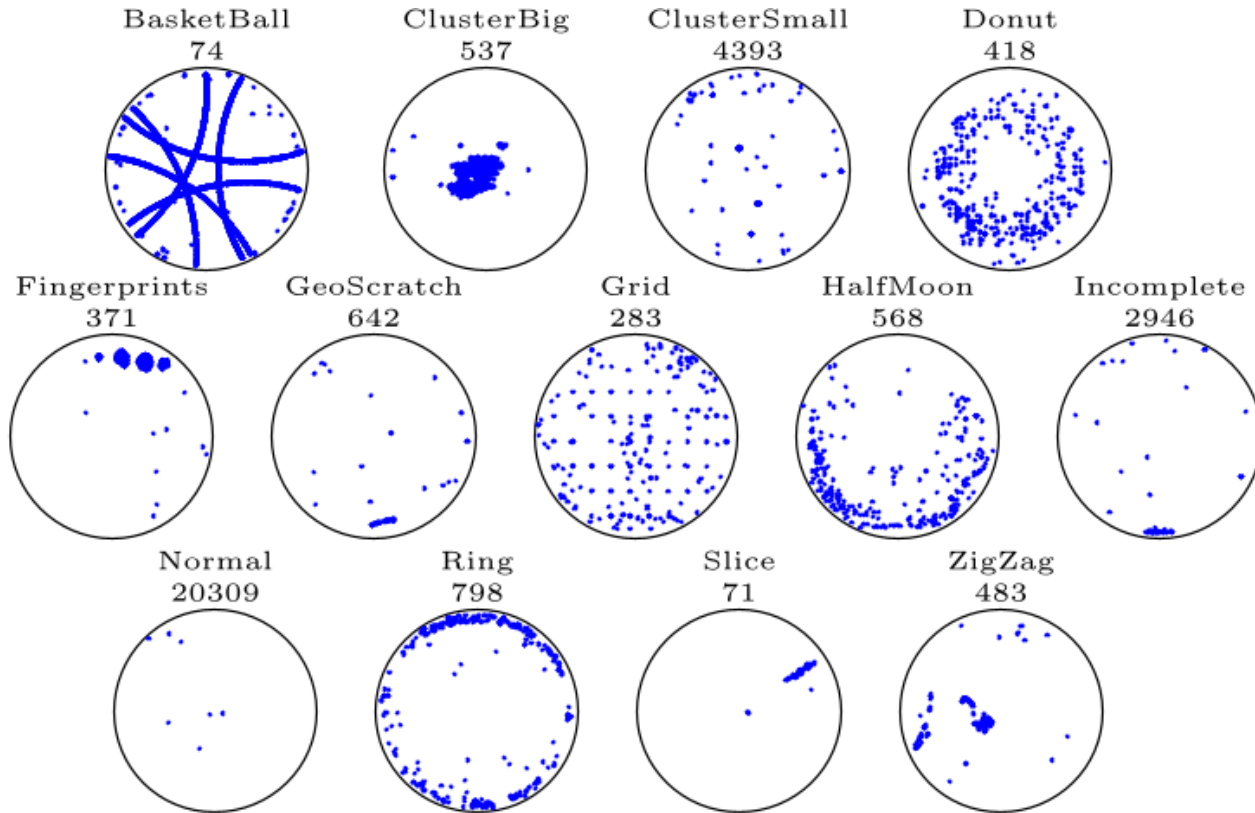 BasketBall
74
ClusterBig
537
ClusterSmall
4393
Donut
418
Fingerprints
371
GeoScratch
642
Grid
283
HalfMoon
568
Incomplete
2946
Normal
20309
Ring
798
Slice
71
ZigZag
483